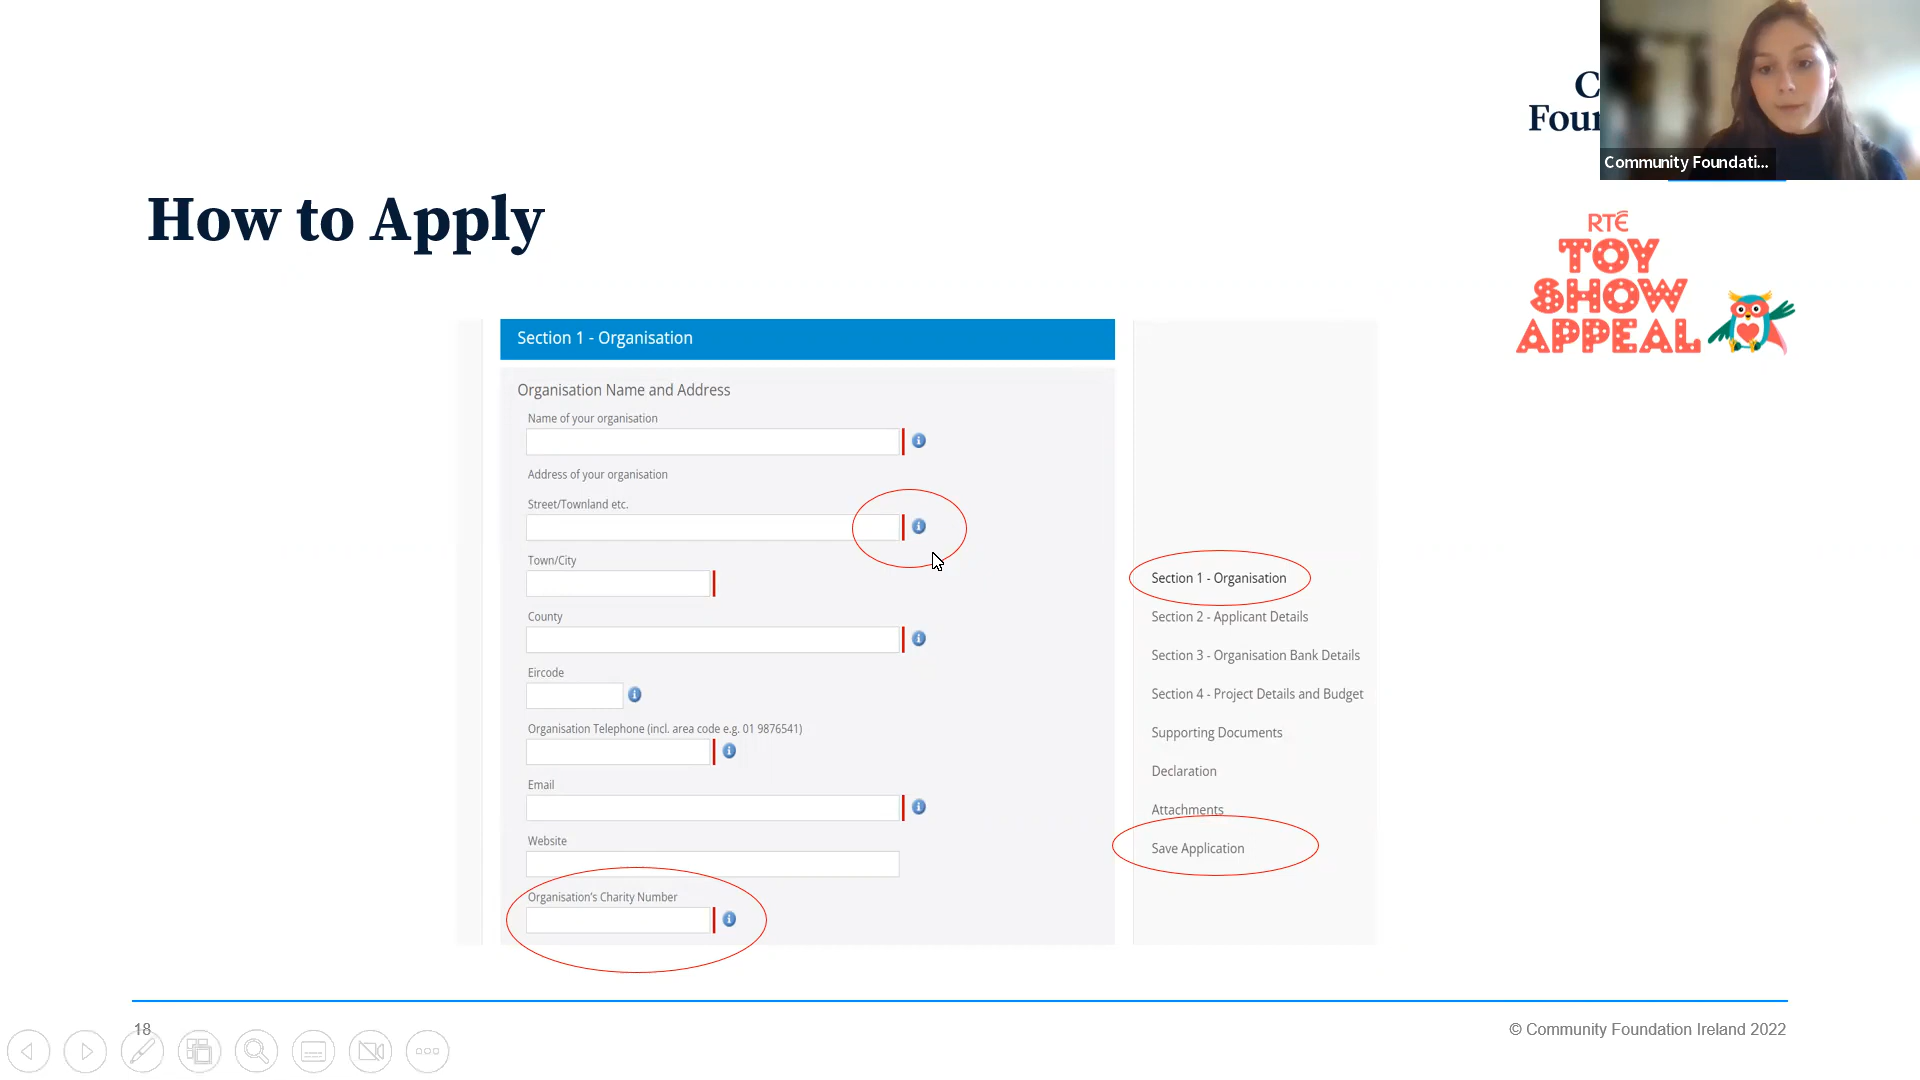 C
Four
Community Foundati...
How to Apply
RTÉ
TOY
SHOW
APPEAL
Section 1 - Organisation
Organisation Name and Address
Name of your organisation
Address of your organisation
Street/Townland etc.
Town/City
County
Eircode
Organisation Telephone (incl. area code e.g. 01 9876541)
Email
Website
Organisation's Charity Number
Section 1 - Organisation
Section 2 - Applicant Details
Section 3 - Organisation Bank Details
Section 4 - Project Details and Budget
Supporting Documents
Declaration
Attachments
Save Application
18
© Community Foundation Ireland 2022